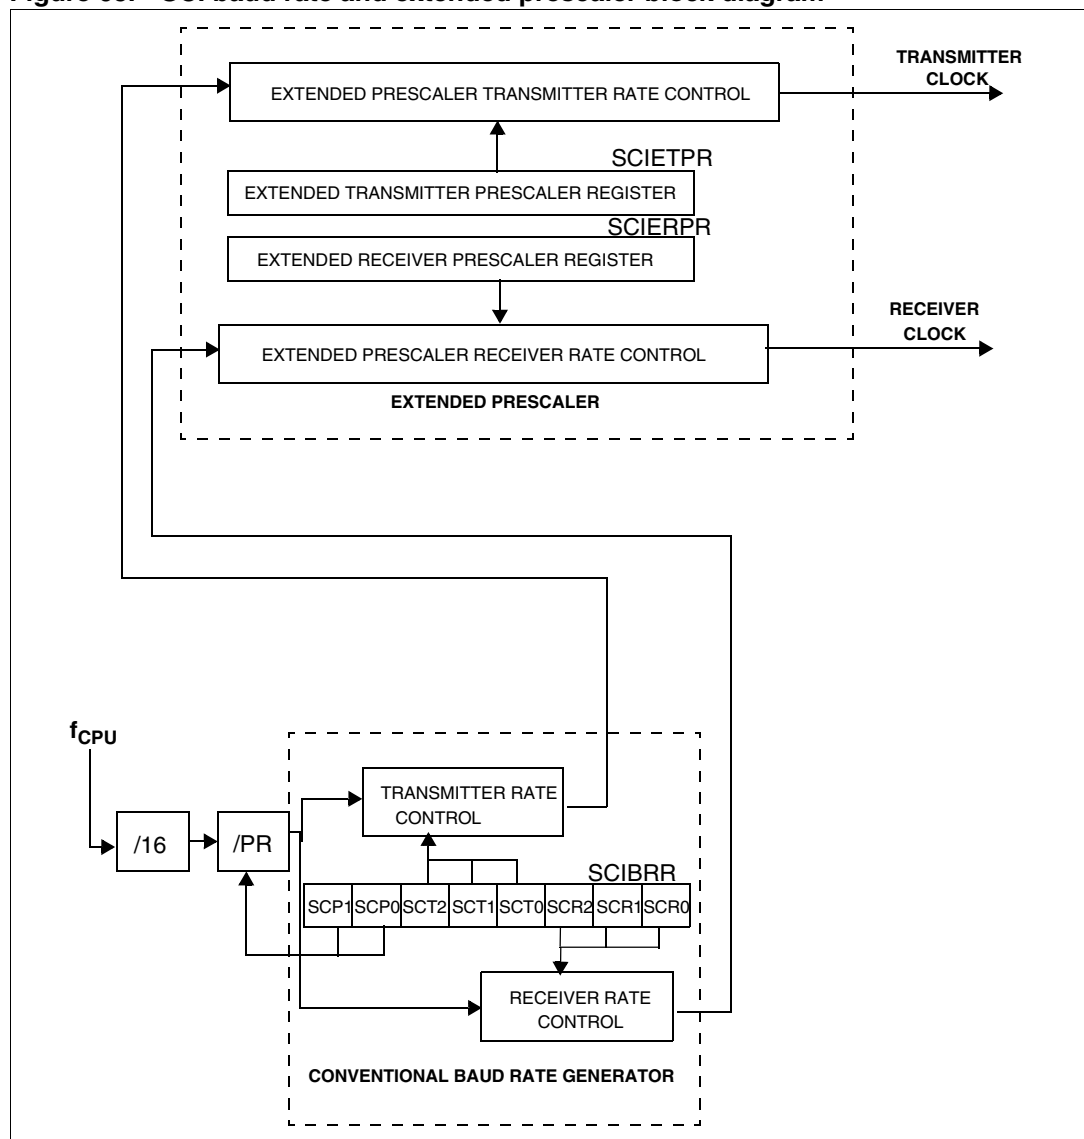 TRANSMITTER
CLOCK
EXTENDED PRESCALER TRANSMITTER RATE CONTROL
SCIETPR
EXTENDED TRANSMITTER PRESCALER REGISTER
SCIERPR
EXTENDED RECEIVER PRESCALER REGISTER
RECEIVER
CLOCK
EXTENDED PRESCALER RECEIVER RATE CONTROL
EXTENDED PRESCALER
fCPU
TRANSMITTER RATE
CONTROL
/16
/PR
SCIBRR
SCP1 SCP0 SCT2 SCT1 SCT0 SCR2 SCR1 SCR0
RECEIVER RATE
CONTROL
CONVENTIONAL BAUD RATE GENERATOR